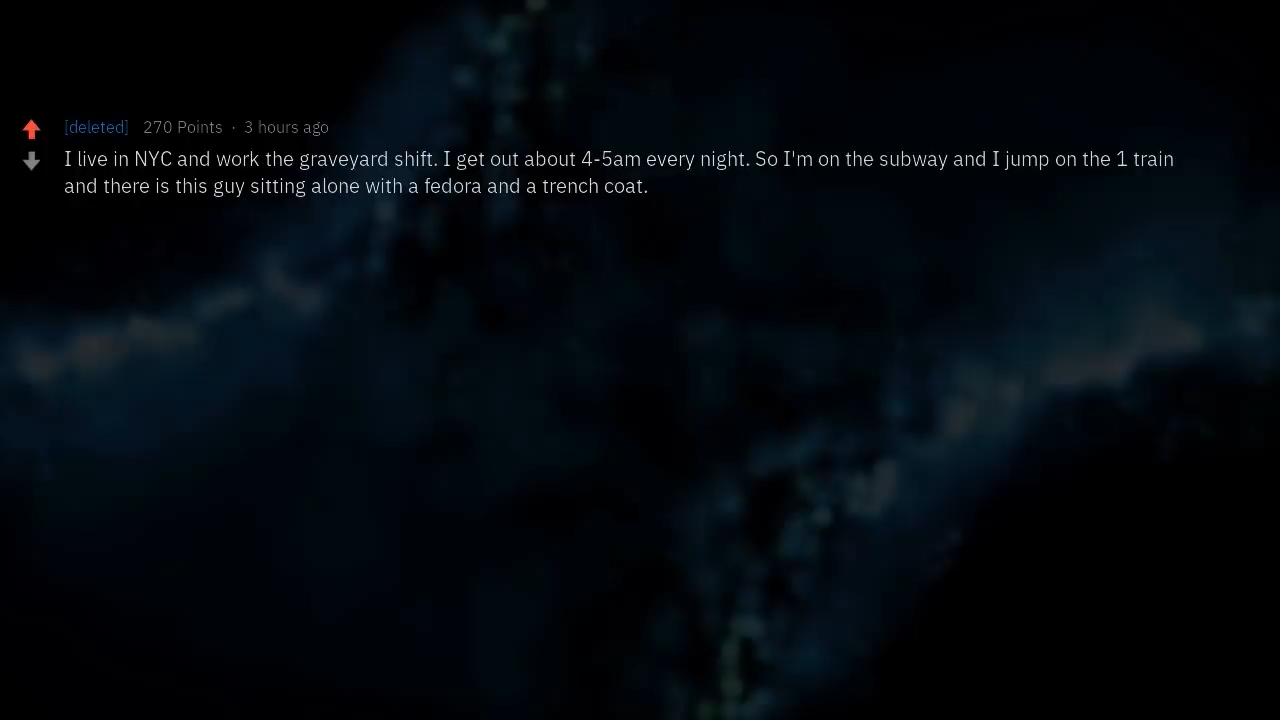 [deleted] 270 Points · 3 hours ago
I live in NYC and work the graveyard shift. I get out about 4-5am every night. So I'm on the subway and I jump on the 1 train
and there is this guy sitting alone with a fedora and a trench coat.